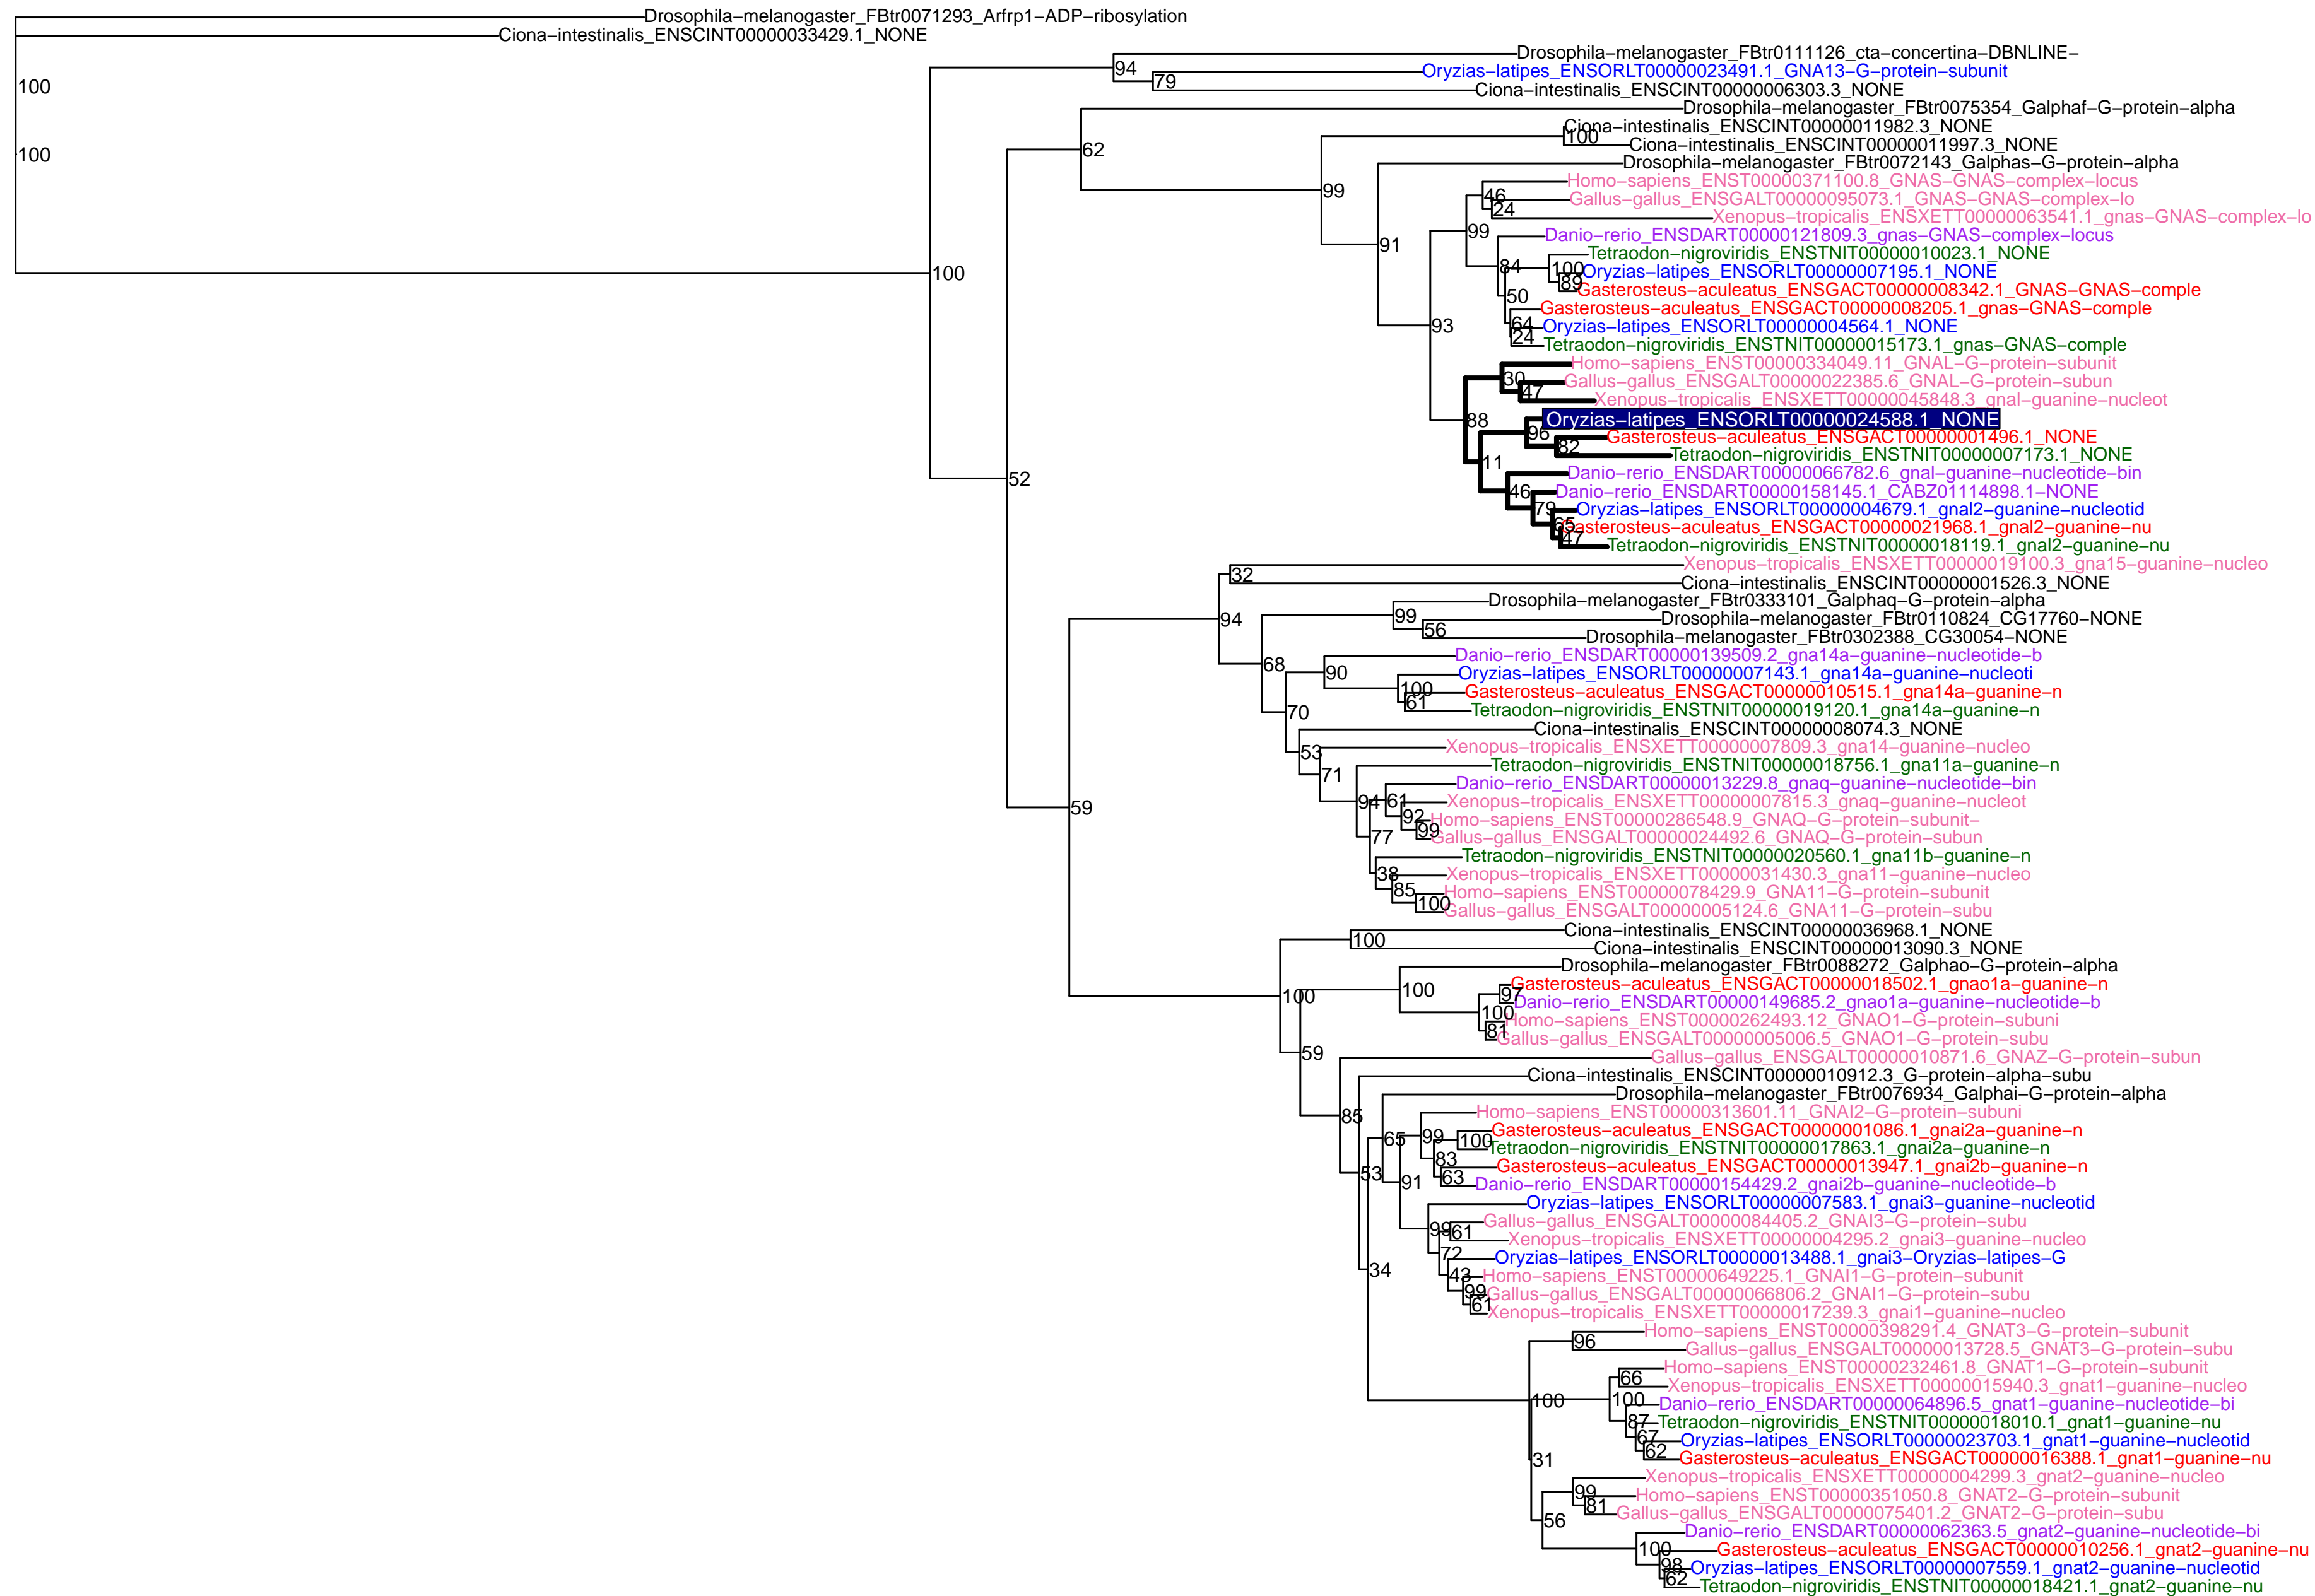 Drosophila−melanogaster_FBtr0071293_Arfrp1−ADP−ribosylation
Ciona−intestinalis_ENSCINT00000033429.1_NONE
Drosophila−melanogaster_FBtr0111126_cta−concertina−DBNLINE−
94
Oryzias−latipes_ENSORLT00000023491.1_GNA13−G−protein−subunit
79
100
Ciona−intestinalis_ENSCINT00000006303.3_NONE
Drosophila−melanogaster_FBtr0075354_Galphaf−G−protein−alpha
Ciona−intestinalis_ENSCINT00000011982.3_NONE
100
Ciona−intestinalis_ENSCINT00000011997.3_NONE
62
100
Drosophila−melanogaster_FBtr0072143_Galphas−G−protein−alpha
Homo−sapiens_ENST00000371100.8_GNAS−GNAS−complex−locus
99
46
Gallus−gallus_ENSGALT00000095073.1_GNAS−GNAS−complex−lo
24
Xenopus−tropicalis_ENSXETT00000063541.1_gnas−GNAS−complex−lo
99
Danio−rerio_ENSDART00000121809.3_gnas−GNAS−complex−locus
91
Tetraodon−nigroviridis_ENSTNIT00000010023.1_NONE
84
100
Oryzias−latipes_ENSORLT00000007195.1_NONE
100
89
Gasterosteus−aculeatus_ENSGACT00000008342.1_GNAS−GNAS−comple
50
Gasterosteus−aculeatus_ENSGACT00000008205.1_gnas−GNAS−comple
93
64
Oryzias−latipes_ENSORLT00000004564.1_NONE
24
Tetraodon−nigroviridis_ENSTNIT00000015173.1_gnas−GNAS−comple
Homo−sapiens_ENST00000334049.11_GNAL−G−protein−subunit
30
Gallus−gallus_ENSGALT00000022385.6_GNAL−G−protein−subun
47
Xenopus−tropicalis_ENSXETT00000045848.3_gnal−guanine−nucleot
88
Oryzias−latipes_ENSORLT00000024588.1_NONE
96
Gasterosteus−aculeatus_ENSGACT00000001496.1_NONE
82
Tetraodon−nigroviridis_ENSTNIT00000007173.1_NONE
11
Danio−rerio_ENSDART00000066782.6_gnal−guanine−nucleotide−bin
52
46
Danio−rerio_ENSDART00000158145.1_CABZ01114898.1−NONE
79
Oryzias−latipes_ENSORLT00000004679.1_gnal2−guanine−nucleotid
65
Gasterosteus−aculeatus_ENSGACT00000021968.1_gnal2−guanine−nu
47
Tetraodon−nigroviridis_ENSTNIT00000018119.1_gnal2−guanine−nu
Xenopus−tropicalis_ENSXETT00000019100.3_gna15−guanine−nucleo
32
Ciona−intestinalis_ENSCINT00000001526.3_NONE
Drosophila−melanogaster_FBtr0333101_Galphaq−G−protein−alpha
99
94
Drosophila−melanogaster_FBtr0110824_CG17760−NONE
56
Drosophila−melanogaster_FBtr0302388_CG30054−NONE
Danio−rerio_ENSDART00000139509.2_gna14a−guanine−nucleotide−b
68
90
Oryzias−latipes_ENSORLT00000007143.1_gna14a−guanine−nucleoti
100
Gasterosteus−aculeatus_ENSGACT00000010515.1_gna14a−guanine−n
61
Tetraodon−nigroviridis_ENSTNIT00000019120.1_gna14a−guanine−n
70
Ciona−intestinalis_ENSCINT00000008074.3_NONE
53
Xenopus−tropicalis_ENSXETT00000007809.3_gna14−guanine−nucleo
71
Tetraodon−nigroviridis_ENSTNIT00000018756.1_gna11a−guanine−n
Danio−rerio_ENSDART00000013229.8_gnaq−guanine−nucleotide−bin
94
61
Xenopus−tropicalis_ENSXETT00000007815.3_gnaq−guanine−nucleot
59
92
Homo−sapiens_ENST00000286548.9_GNAQ−G−protein−subunit−
99
Gallus−gallus_ENSGALT00000024492.6_GNAQ−G−protein−subun
77
Tetraodon−nigroviridis_ENSTNIT00000020560.1_gna11b−guanine−n
38
Xenopus−tropicalis_ENSXETT00000031430.3_gna11−guanine−nucleo
85
Homo−sapiens_ENST00000078429.9_GNA11−G−protein−subunit
100
Gallus−gallus_ENSGALT00000005124.6_GNA11−G−protein−subu
Ciona−intestinalis_ENSCINT00000036968.1_NONE
100
Ciona−intestinalis_ENSCINT00000013090.3_NONE
Drosophila−melanogaster_FBtr0088272_Galphao−G−protein−alpha
Gasterosteus−aculeatus_ENSGACT00000018502.1_gnao1a−guanine−n
100
100
97
Danio−rerio_ENSDART00000149685.2_gnao1a−guanine−nucleotide−b
100
Homo−sapiens_ENST00000262493.12_GNAO1−G−protein−subuni
81
Gallus−gallus_ENSGALT00000005006.5_GNAO1−G−protein−subu
59
Gallus−gallus_ENSGALT00000010871.6_GNAZ−G−protein−subun
Ciona−intestinalis_ENSCINT00000010912.3_G−protein−alpha−subu
Drosophila−melanogaster_FBtr0076934_Galphai−G−protein−alpha
85
Homo−sapiens_ENST00000313601.11_GNAI2−G−protein−subuni
Gasterosteus−aculeatus_ENSGACT00000001086.1_gnai2a−guanine−n
65
99
100
Tetraodon−nigroviridis_ENSTNIT00000017863.1_gnai2a−guanine−n
83
Gasterosteus−aculeatus_ENSGACT00000013947.1_gnai2b−guanine−n
53
91
63
Danio−rerio_ENSDART00000154429.2_gnai2b−guanine−nucleotide−b
Oryzias−latipes_ENSORLT00000007583.1_gnai3−guanine−nucleotid
Gallus−gallus_ENSGALT00000084405.2_GNAI3−G−protein−subu
99
61
Xenopus−tropicalis_ENSXETT00000004295.2_gnai3−guanine−nucleo
72
Oryzias−latipes_ENSORLT00000013488.1_gnai3−Oryzias−latipes−G
34
43
Homo−sapiens_ENST00000649225.1_GNAI1−G−protein−subunit
99
Gallus−gallus_ENSGALT00000066806.2_GNAI1−G−protein−subu
61
Xenopus−tropicalis_ENSXETT00000017239.3_gnai1−guanine−nucleo
Homo−sapiens_ENST00000398291.4_GNAT3−G−protein−subunit
96
Gallus−gallus_ENSGALT00000013728.5_GNAT3−G−protein−subu
Homo−sapiens_ENST00000232461.8_GNAT1−G−protein−subunit
66
Xenopus−tropicalis_ENSXETT00000015940.3_gnat1−guanine−nucleo
100
100
Danio−rerio_ENSDART00000064896.5_gnat1−guanine−nucleotide−bi
87
Tetraodon−nigroviridis_ENSTNIT00000018010.1_gnat1−guanine−nu
67
Oryzias−latipes_ENSORLT00000023703.1_gnat1−guanine−nucleotid
62
Gasterosteus−aculeatus_ENSGACT00000016388.1_gnat1−guanine−nu
31
Xenopus−tropicalis_ENSXETT00000004299.3_gnat2−guanine−nucleo
99
Homo−sapiens_ENST00000351050.8_GNAT2−G−protein−subunit
81
Gallus−gallus_ENSGALT00000075401.2_GNAT2−G−protein−subu
56
Danio−rerio_ENSDART00000062363.5_gnat2−guanine−nucleotide−bi
100
Gasterosteus−aculeatus_ENSGACT00000010256.1_gnat2−guanine−nu
98
Oryzias−latipes_ENSORLT00000007559.1_gnat2−guanine−nucleotid
62
Tetraodon−nigroviridis_ENSTNIT00000018421.1_gnat2−guanine−nu